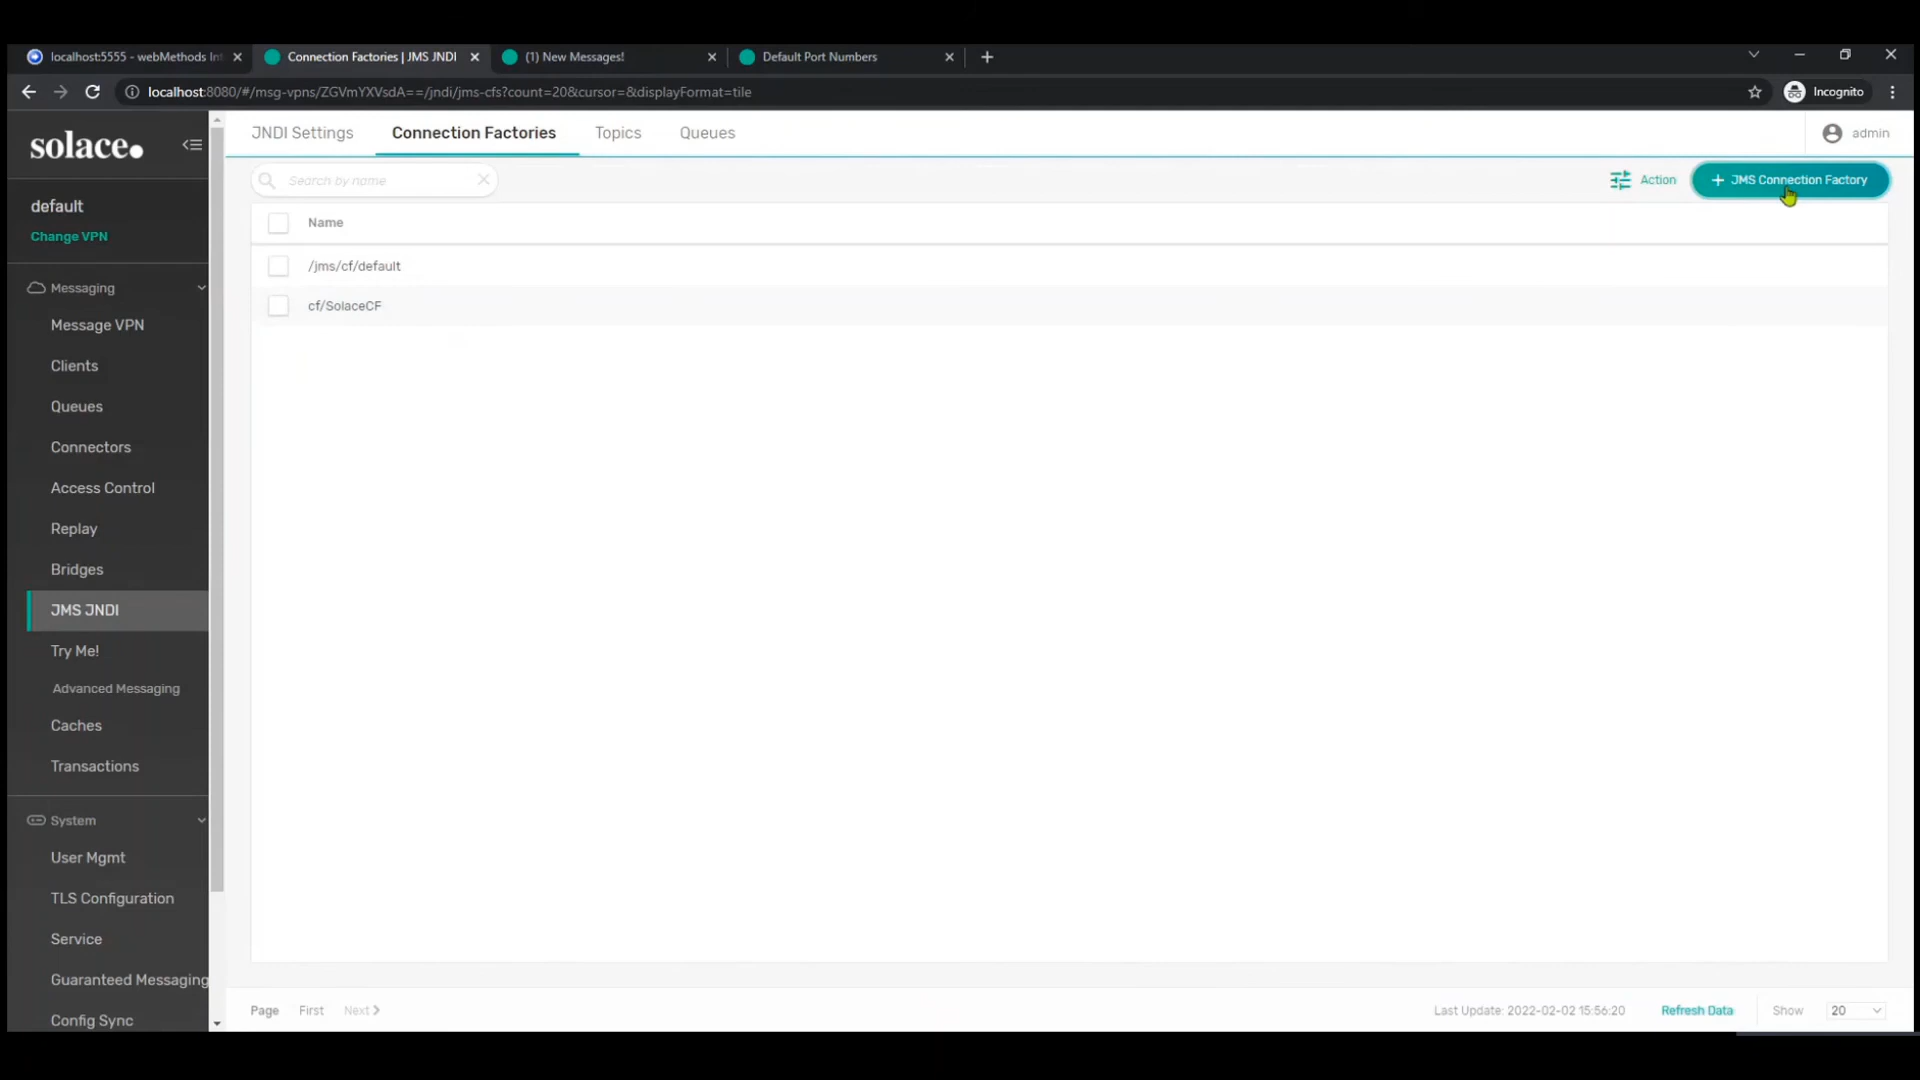 localhost:5555 - webMethods Int
Connection Factories | JMS JNDI
(1) New Messages!
Default Port Numbers
localhost:8080/#/msg-vpns/ZGVmYXVsdA==/jndi/jms-cfs?count=20&cursor=&displayFormat=tile
Incognito
solace.
JNDI Settings
Connection Factories
Topics
Queues
admin
Search by name
Action
+ JMS Connection Factory
default
Change VPN
Name
/jms/cf/default
cf/SolaceCF
Messaging
Message VPN
Clients
Queues
Connectors
Access Control
Replay
Bridges
JMS JNDI
Try Me!
Advanced Messaging
Caches
Transactions
System
User Mgmt
TLS Configuration
Service
Guaranteed Messaging
Config Sync
Page
First
Next
Last Update: 2022-02-02 15:56:20
Refresh Data
Show
20